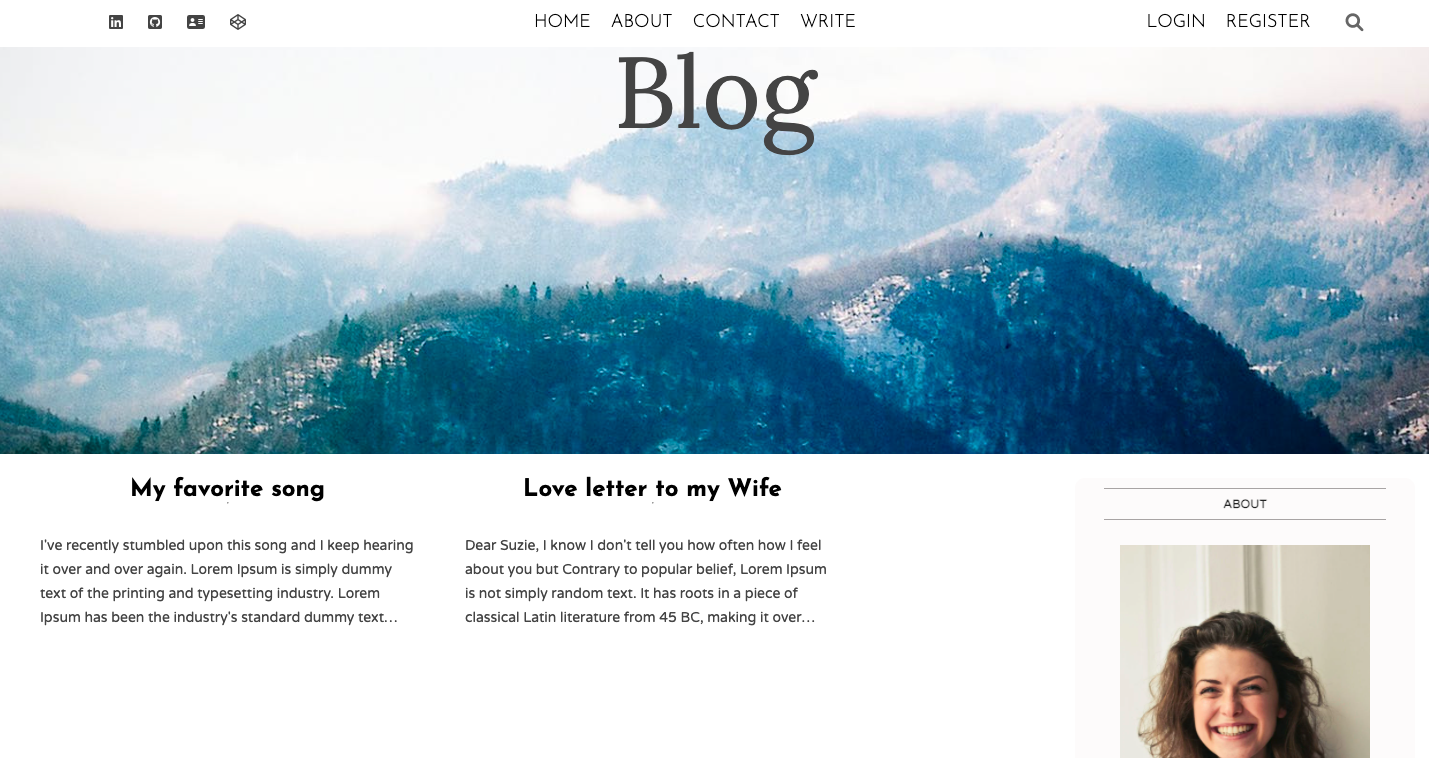 HOME ABOUT CONTACT WRITE
LOGIN REGISTER
Blog
My favorite song
I've recently stumbled upon this song and I keep hearing
it over and over again. Lorem Ipsum is simply dummy
text of the printing and typesetting industry. Lorem
Ipsum has been the industry's standard dummy text…
Love letter to my Wife
Dear Suzie, I know I don't tell you how often how I feel
about you but Contrary to popular belief, Lorem Ipsum
is not simply random text. It has roots in a piece of
classical Latin literature from 45 BC, making it over…
ABOUT